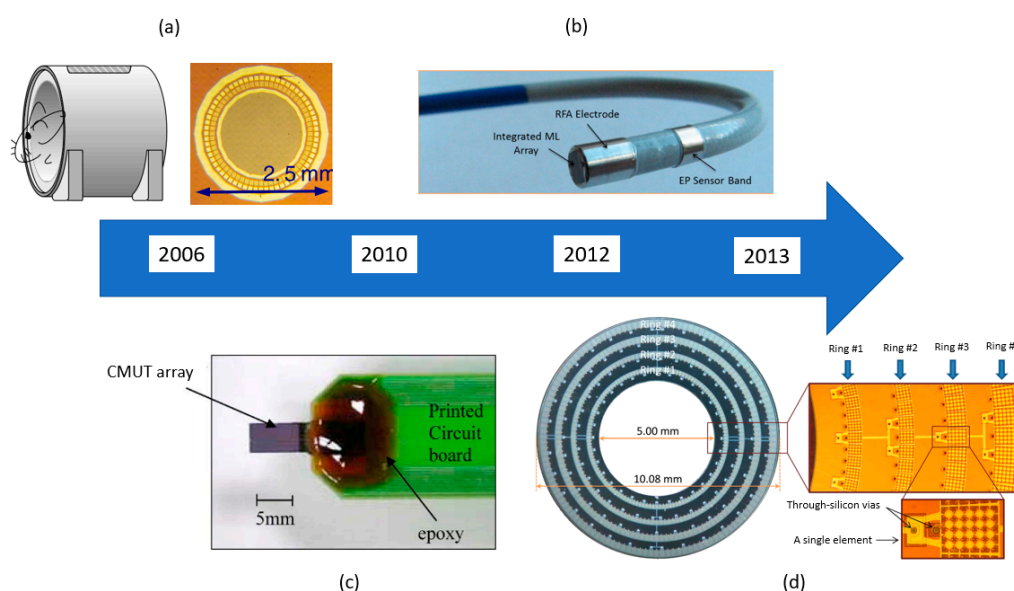 (a)
(b)
2.5 mm
RFA Electrode
Integrated ML
Array
EP Sensor Band
2006
2010
2012
2013
CMUT array
Printed
Circuit
board
5mm
epoxy
(c)
Ring #4
Ring #3
Ring #2
Ring #1
5.00 mm
10.08 mm
Ring #1
Ring #2
Ring #3
Ring #
Through-silicon vias
A single element
(d)